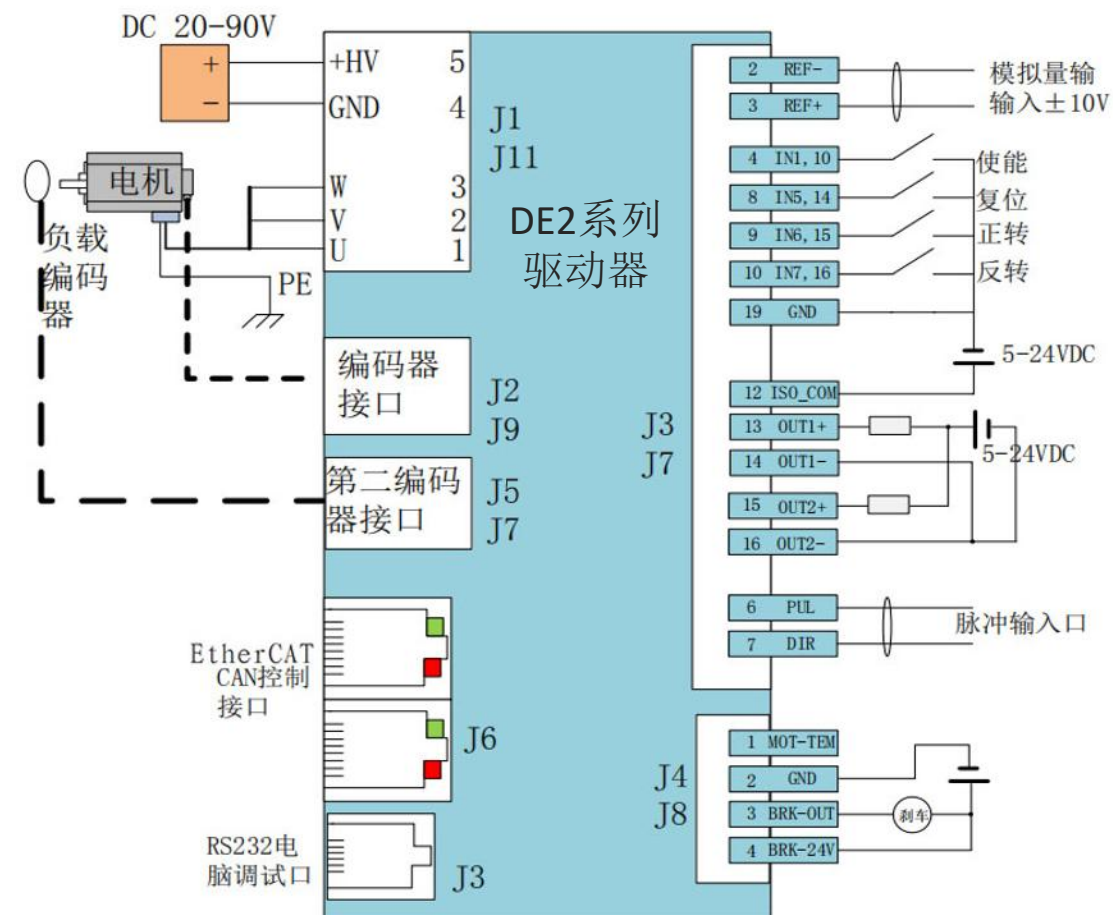 DC 20-90V
+
-
+HV 5
GND 4
J1
J11
W 3
V 2
U 1
电机
负载
编码
器
PE
DE2系列
驱动器
编码器
接口
J2
J9
第二编码
器接口
J5
J7
EtherCAT
CAN控制
接口
J6
RS232电
脑调试口
J3
J3
J7
2 REF-
3 REF+
模拟量输
输入±10V
4 IN1,10
使能
8 IN5,14
复位
9 IN6,15
正转
10 IN7,16
反转
19 GND
5-24VDC
12 ISO_COM
13 OUT1+
14 OUT1-
5-24VDC
15 OUT2+
16 OUT2-
6 PUL
7 DIR
脉冲输入口
J4
J8
1 MOT-TEM
2 GND
3 BRK-OUT
刹车
4 BRK-24V